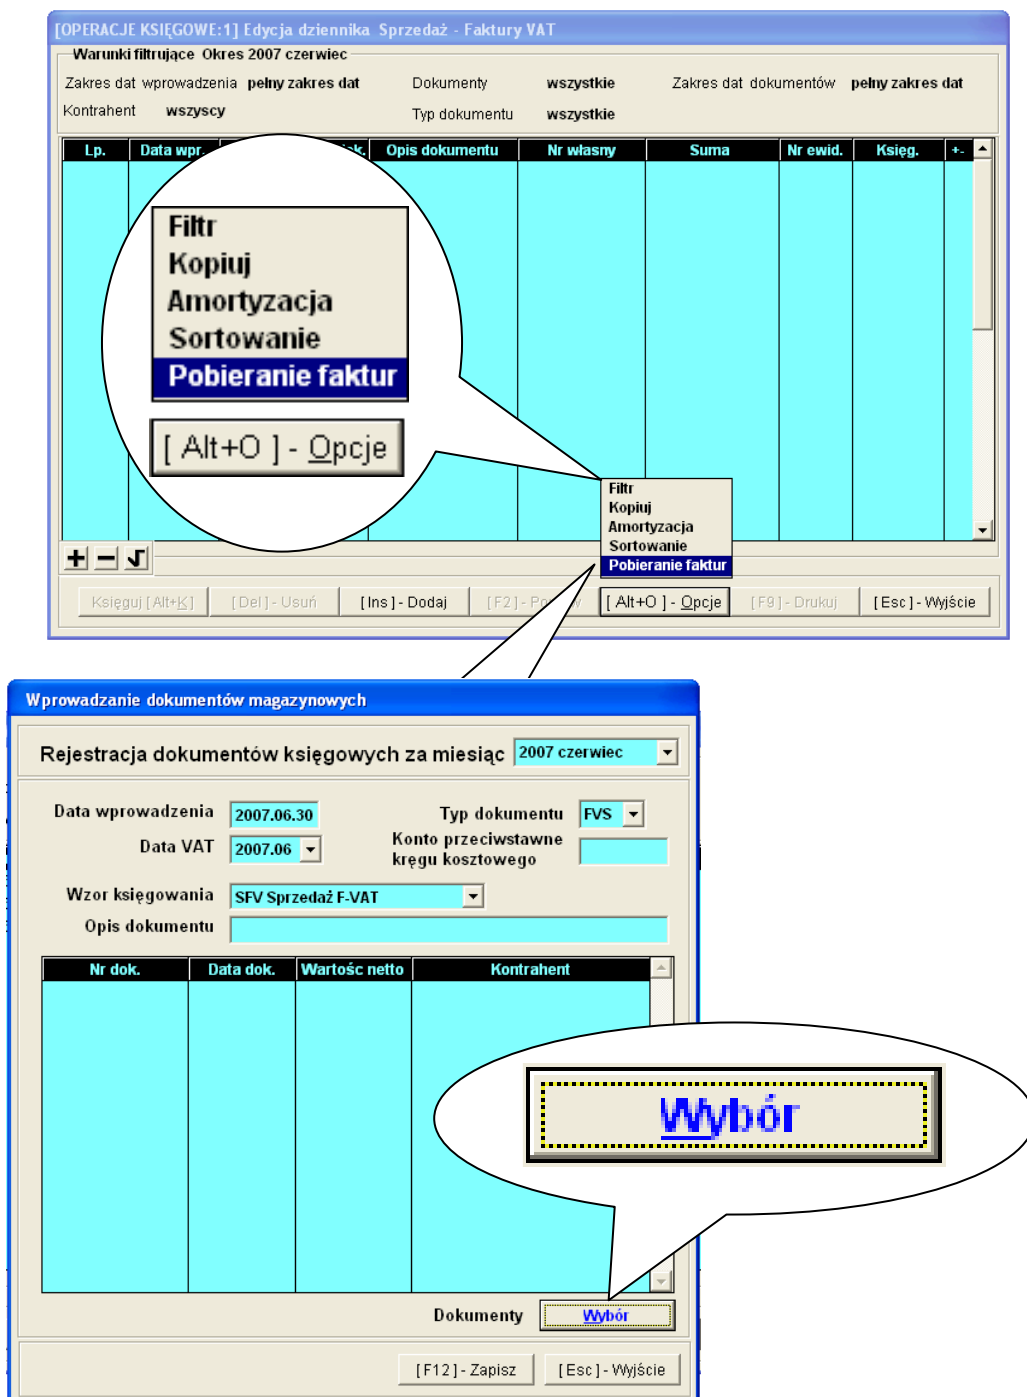 [OPERACJE KSIĘGOWE:1] Edycja dziennika Sprzedaż - Faktury VAT
Warunki filtrujące Okres 2007 czerwiec
Zakres dat wprowadzenia pełny zakres dat Dokumenty wszystkie Zakres dat dokumentów pełny zakres dat
Kontrahent wszyscy Typ dokumentu wszystkie
Lp. Data wpr. Opis dokumentu Nr własny Suma Nr ewid. Księg. +-
Filtr
Kopiuj
Amortyzacja
Sortowanie
Pobieranie faktur
[ Alt+O ] - Opcje
Filtr
Kopiuj
Amortyzacja
Sortowanie
Pobieranie faktur
Księguj [Alt+K] [Del] - Usuń [Ins] - Dodaj [F2] - [ Alt+O ] - Opcje [F9] - Drukuj [Esc] - Wyjście
Wprowadzanie dokumentów magazynowych
Rejestracja dokumentów księgowych za miesiąc 2007 czerwiec
Data wprowadzenia 2007.06.30 Typ dokumentu FVS
Data VAT 2007.06 Konto przeciwstawne
kręgu kosztowego
Wzor księgowania SFV Sprzedaż F-VAT
Opis dokumentu
Nr dok. Data dok. Wartośc netto Kontrahent
Wybór
Dokumenty Wybór
[F12] - Zapisz [Esc] - Wyjście